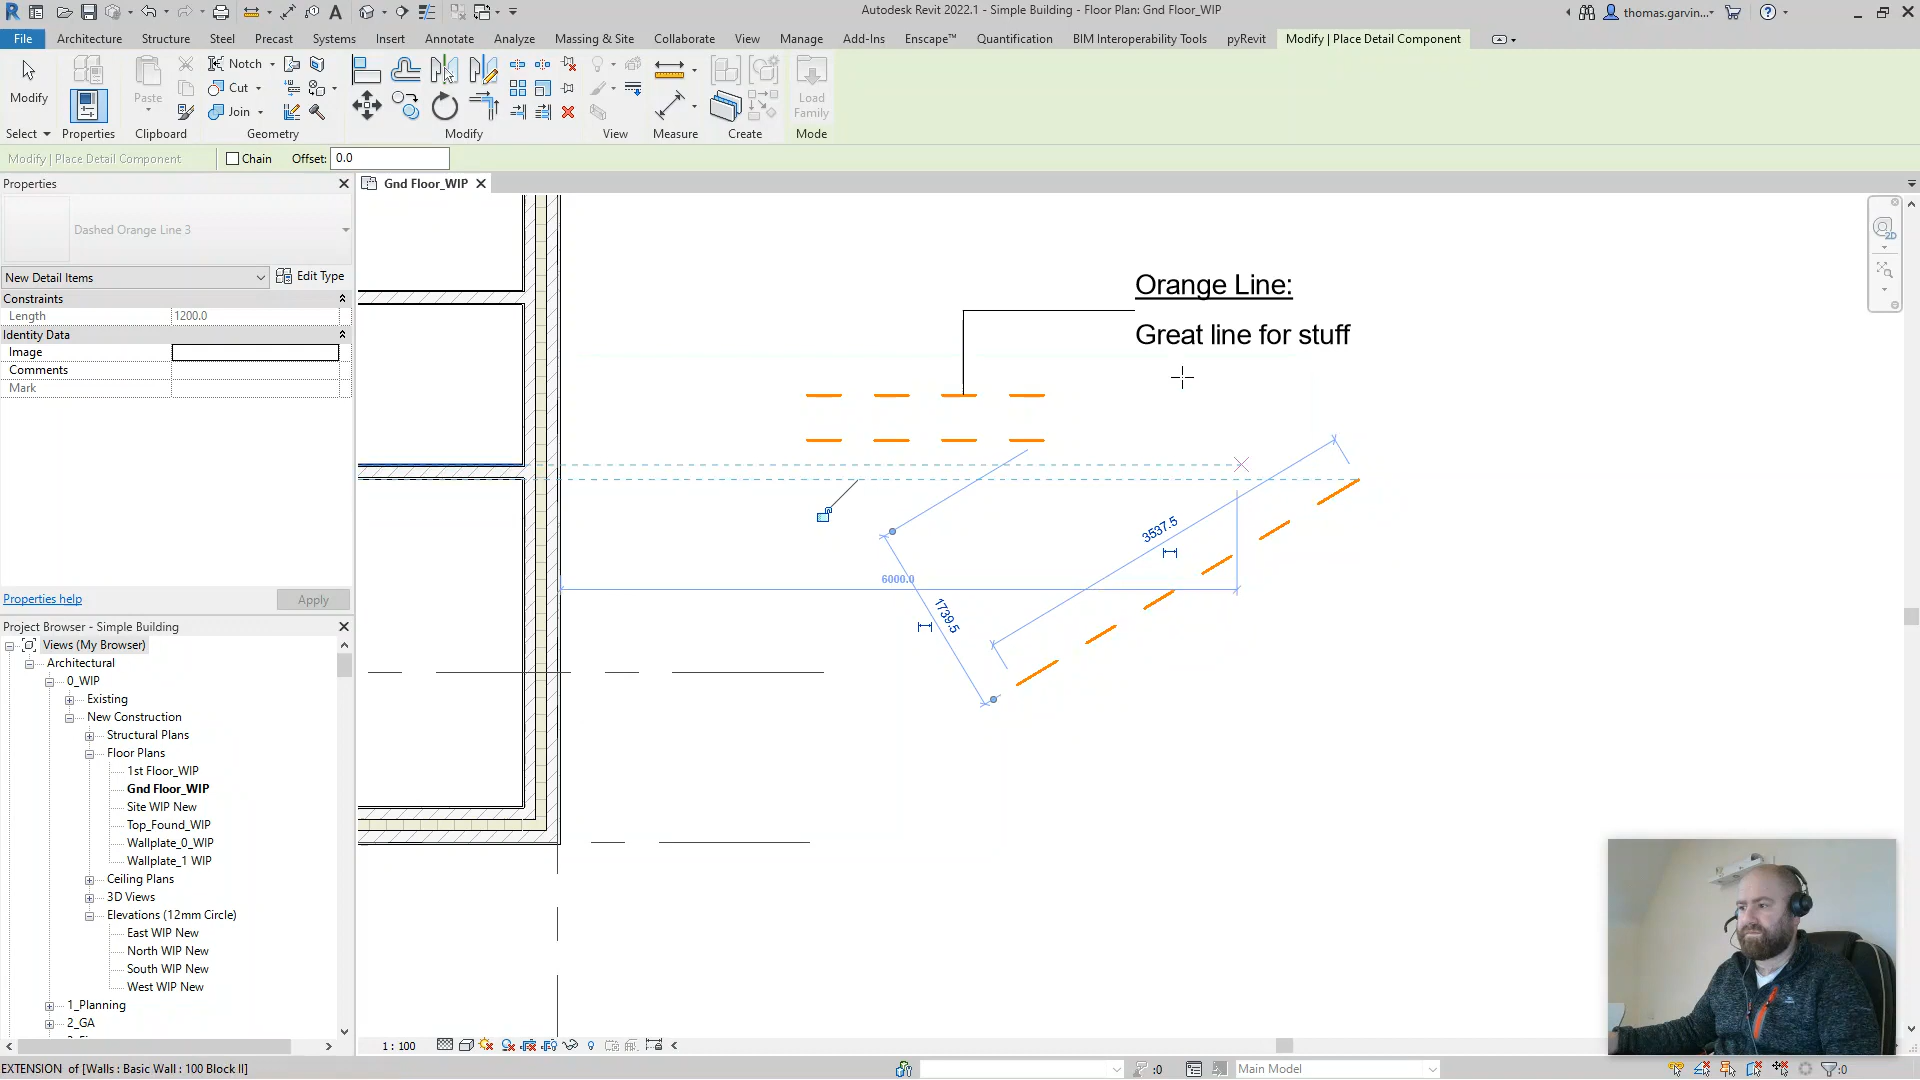 Autodesk Revit 2022.1 - Simple Building - Floor Plan: Gnd Floor_WIP
thomas.garvin...
File
Architecture
Structure
Steel
Precast
Systems
Insert
Annotate
Analyze
Massing & Site
Collaborate
View
Manage
Add-Ins
Enscape™
Quantification
BIM Interoperability Tools
pyRevit
Modify | Place Detail Component
Modify
Paste
Notch
Cut
Join
Load
Family
Select
Properties
Clipboard
Geometry
Modify
View
Measure
Create
Mode
Modify | Place Detail Component
Chain
Offset:
0.0
Properties
Gnd Floor_WIP
Dashed Orange Line 3
New Detail Items
Edit Type
Constraints
Length
1200.0
Identity Data
Image
Comments
Mark
Properties help
Apply
Orange Line:
Great line for stuff
3537.5
6000.0
1739.5
2D
Project Browser - Simple Building
Views (My Browser)
Architectural
0_WIP
Existing
New Construction
Structural Plans
Floor Plans
1st Floor_WIP
Gnd Floor_WIP
Site WIP New
Top_Found_WIP
Wallplate_0_WIP
Wallplate_1 WIP
Ceiling Plans
3D Views
Elevations (12mm Circle)
East WIP New
North WIP New
South WIP New
West WIP New
1_Planning
2_GA
1 : 100
EXTENSION of [Walls : Basic Wall : 100 Block II]
:0
Main Model
:0